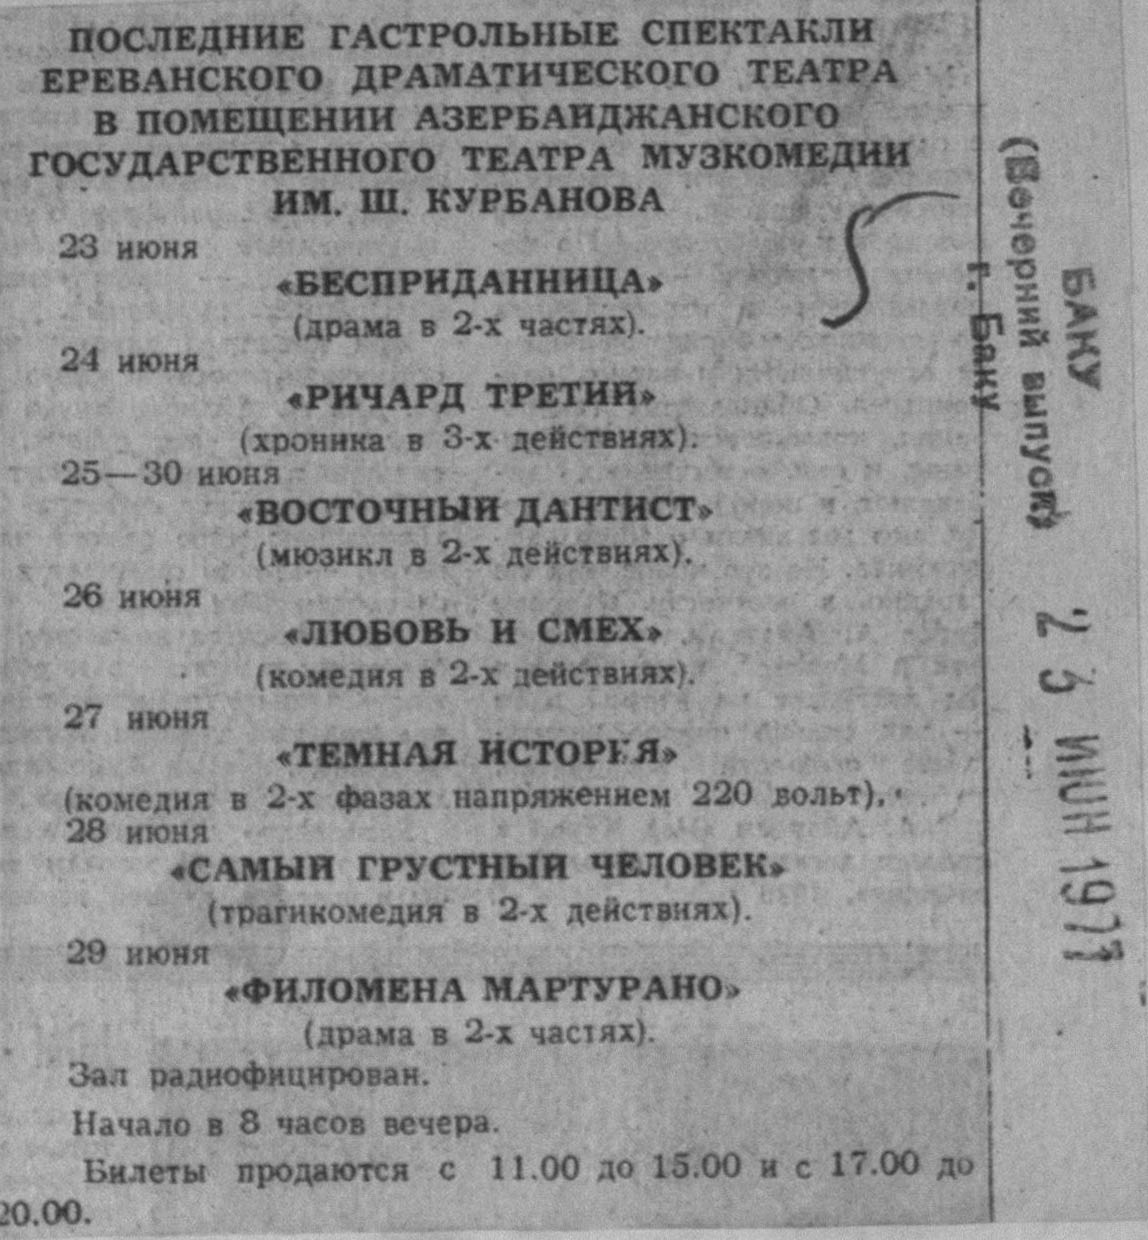 ПОСЛЕДНИЕ ГАСТРОЛЬНЫЕ СПЕКТАКЛИ
ЕРЕВАНСКОГО ДРАМАТИЧЕСКОГО ТЕАТРА
В ПОМЕЩЕНИИ АЗЕРБАИДЖАНСКОГО
ГОСУДАРСТВЕННОГО ТЕАТРА МУЗКОМЕДИИ
ИМ. Ш. КУРБАНОВА
23 июня
«БЕСПРИДАННИЦА»
(драма в 2-х частях).
24 июня
«РИЧАРД ТРЕТИЙ»
(хроника в 3-х действиях).
25—30 июня
«ВОСТОЧНЫЙ ДАНТИСТ»
(мюзикл в 2-х действиях).
26 июня
«ЛЮБОВЬ И СМЕХ»
(комедия в 2-х действиях).
27 июня
«ТЕМНАЯ ИСТОРИЯ»
(комедия в 2-х фазах напряжением 220 вольт).
28 июня
«САМЫЙ ГРУСТНЫЙ ЧЕЛОВЕК»
(трагикомедия в 2-х действиях).
29 июня
«ФИЛОМЕНА МАРТУРАНО»
(драма в 2-х частях).
Зал радиофицирован.
Начало в 8 часов вечера.
Билеты продаются с 11.00 до 15.00 и с 17.00 до
20.00.
БАКУ
(Вечерний выпуск)
г. Баку
ИЮН 1977